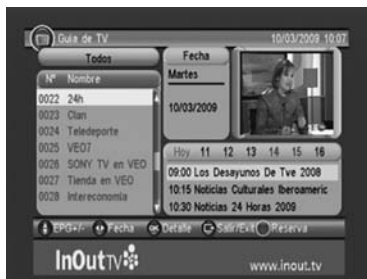 Guia de TV 10/03/2009 10:07
Todos
Nº Nombre
0022 24h
0023 Clan
0024 Teledeporte
0025 VEO7
0026 SONY TV en VEO
0027 Tienda en VEO
0028 Intereconomia
Fecha
Martes
10/03/2009
Hoy 11 12 13 14 15 16
09:00 Los Desayunos De Tve 2008
10:15 Noticias Culturales Iberoameric
10:30 Noticias 24 Horas 2009
EPG+/- Fecha OK Detalle Salir/Exit Reserva
InOutTV
www.inout.tv